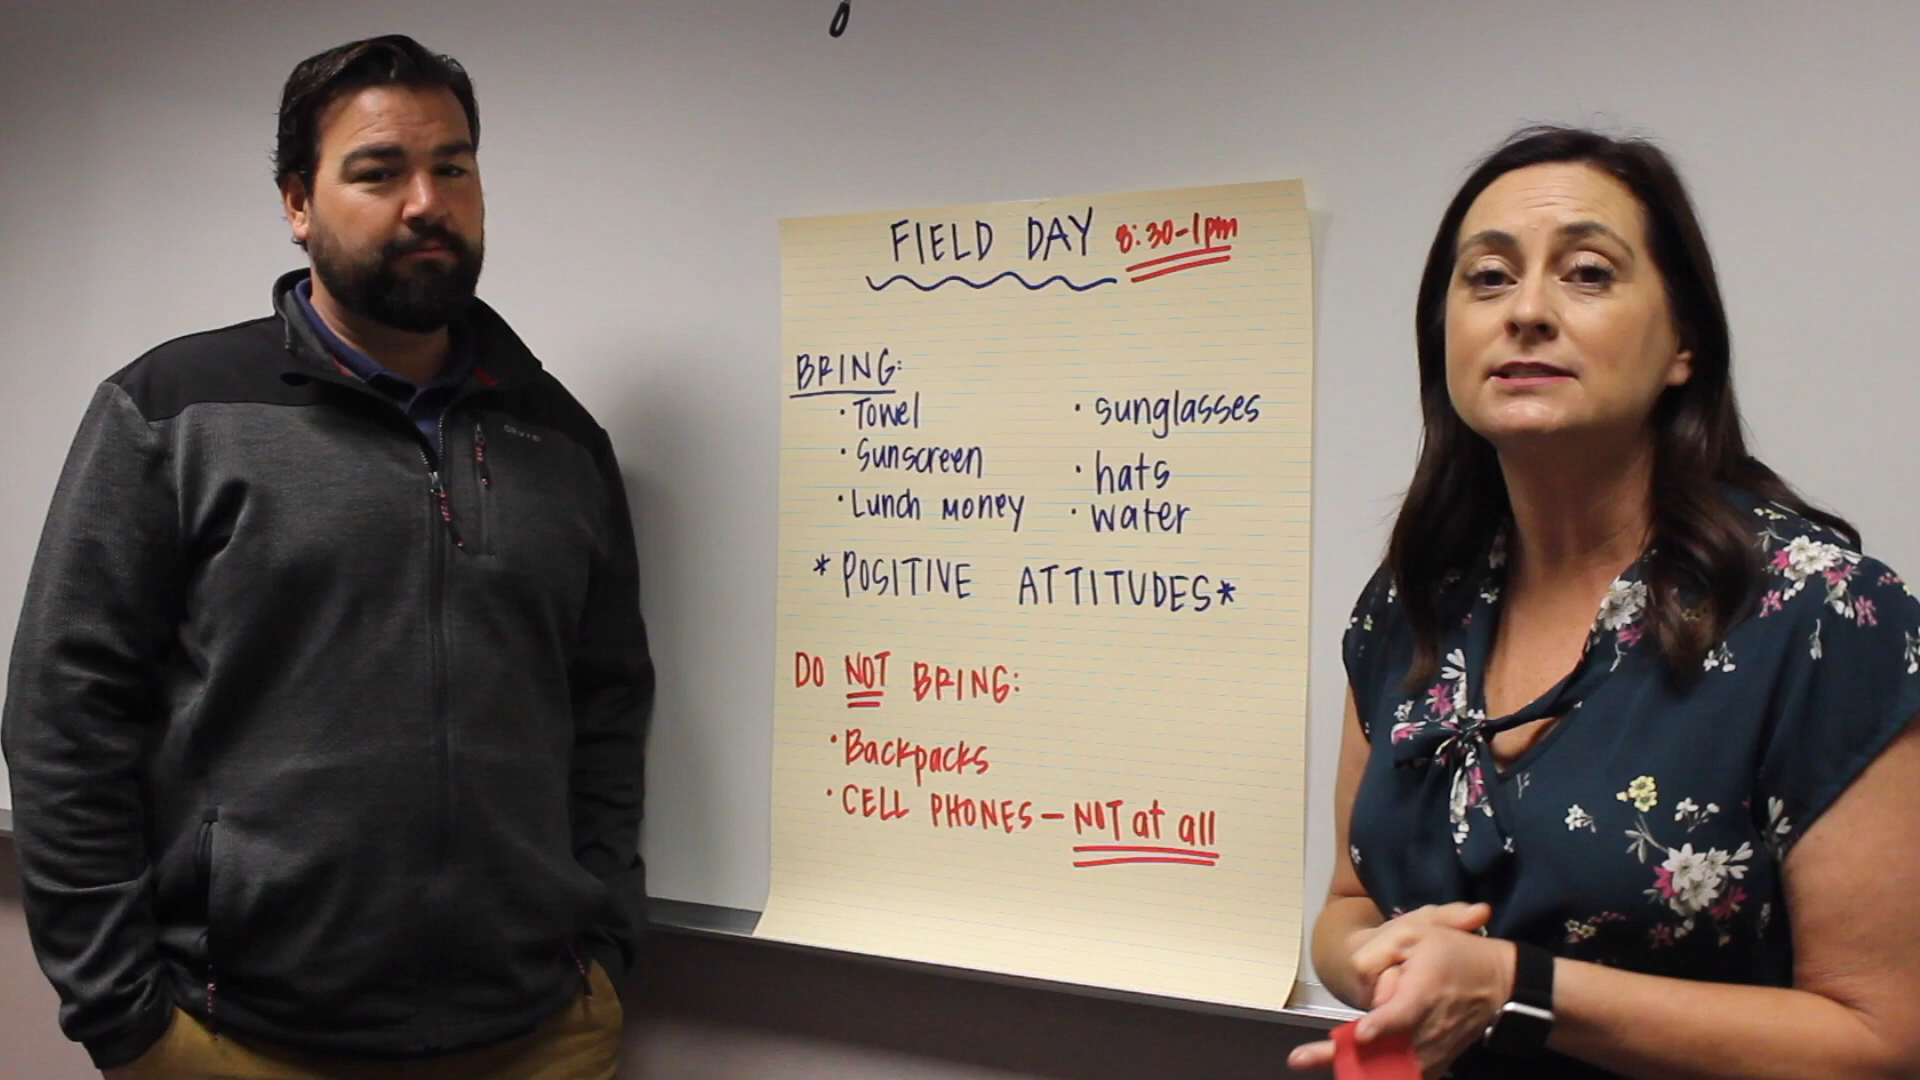 FIELD DAY 8:30-1pm
BRING:
· Towel
· Sunscreen
· Lunch money
· sunglasses
· hats
· water
* POSITIVE ATTITUDES *
DO NOT BRING:
· Backpacks
· CELL PHONES - NOT at all